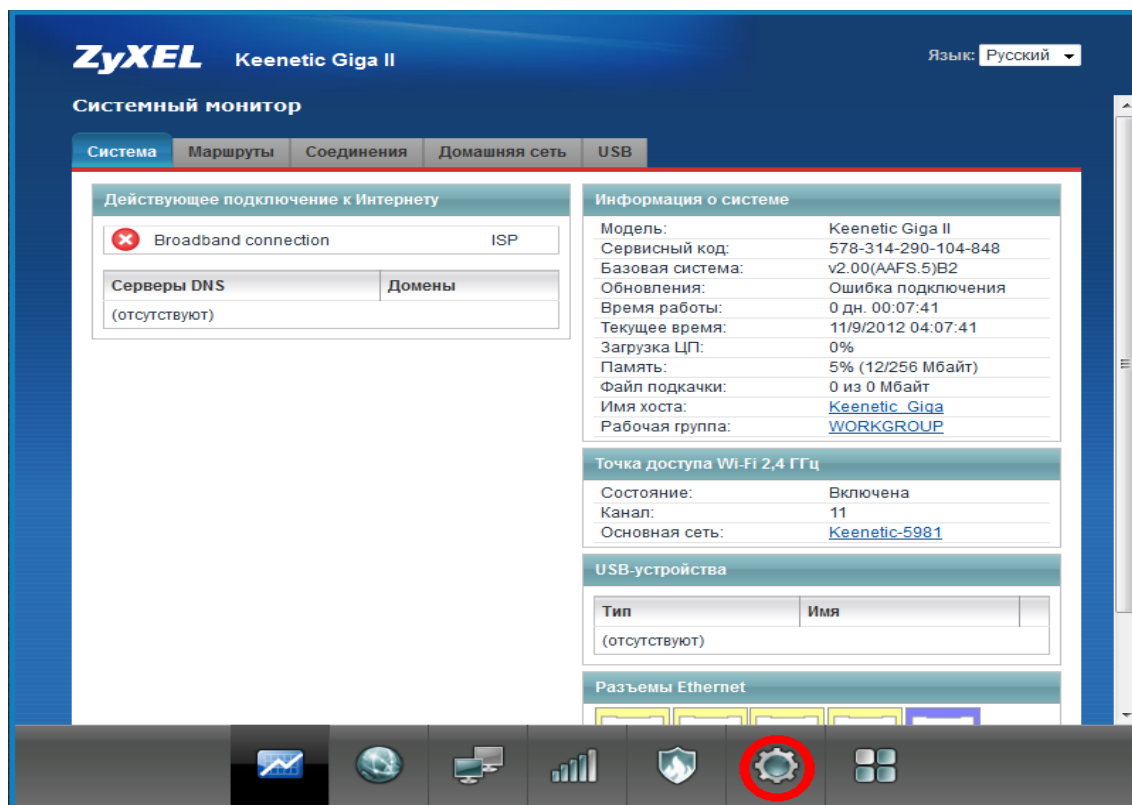 ZyXEL Keenetic Giga II
Язык: Русский
Системный монитор
Система Маршруты Соединения Домашняя сеть USB
Действующее подключение к Интернету
Broadband connection ISP
Серверы DNS Домены
(отсутствуют)
Информация о системе
Модель: Keenetic Giga II
Сервисный код: 578-314-290-104-848
Базовая система: v2.00(AAFS.5)B2
Обновления: Ошибка подключения
Время работы: 0 дн. 00:07:41
Текущее время: 11/9/2012 04:07:41
Загрузка ЦП: 0%
Память: 5% (12/256 Мбайт)
Файл подкачки: 0 из 0 Мбайт
Имя хоста: Keenetic_Giga
Рабочая группа: WORKGROUP
Точка доступа Wi-Fi 2,4 ГГц
Состояние: Включена
Канал: 11
Основная сеть: Keenetic-5981
USB-устройства
Тип Имя
(отсутствуют)
Разъемы Ethernet